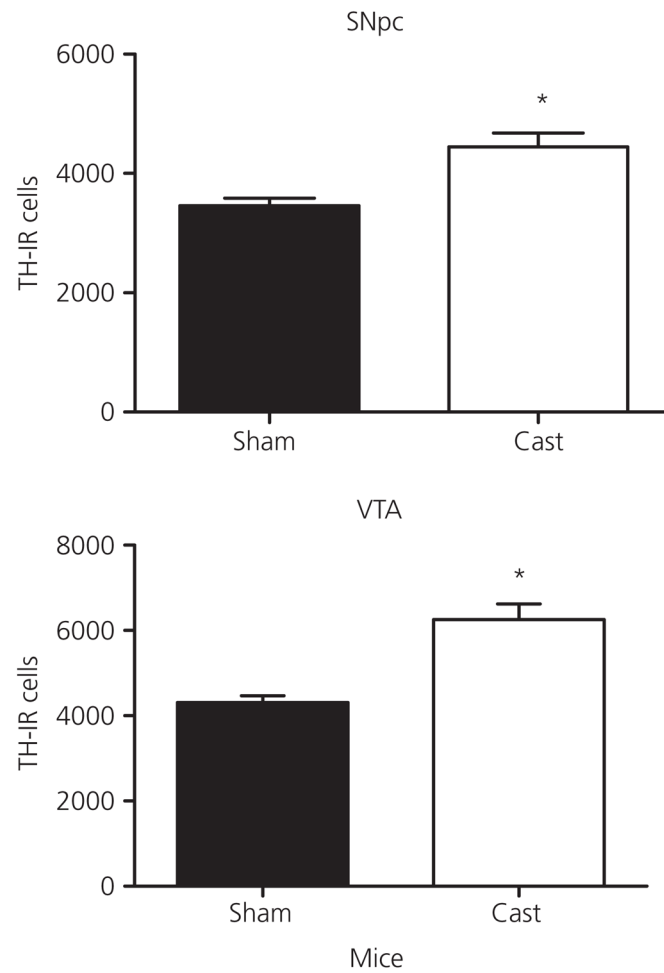 SNpc
6000
4000
2000
0
TH-IR cells
*
Sham
Cast
VTA
8000
6000
4000
2000
0
TH-IR cells
*
Sham
Cast
Mice